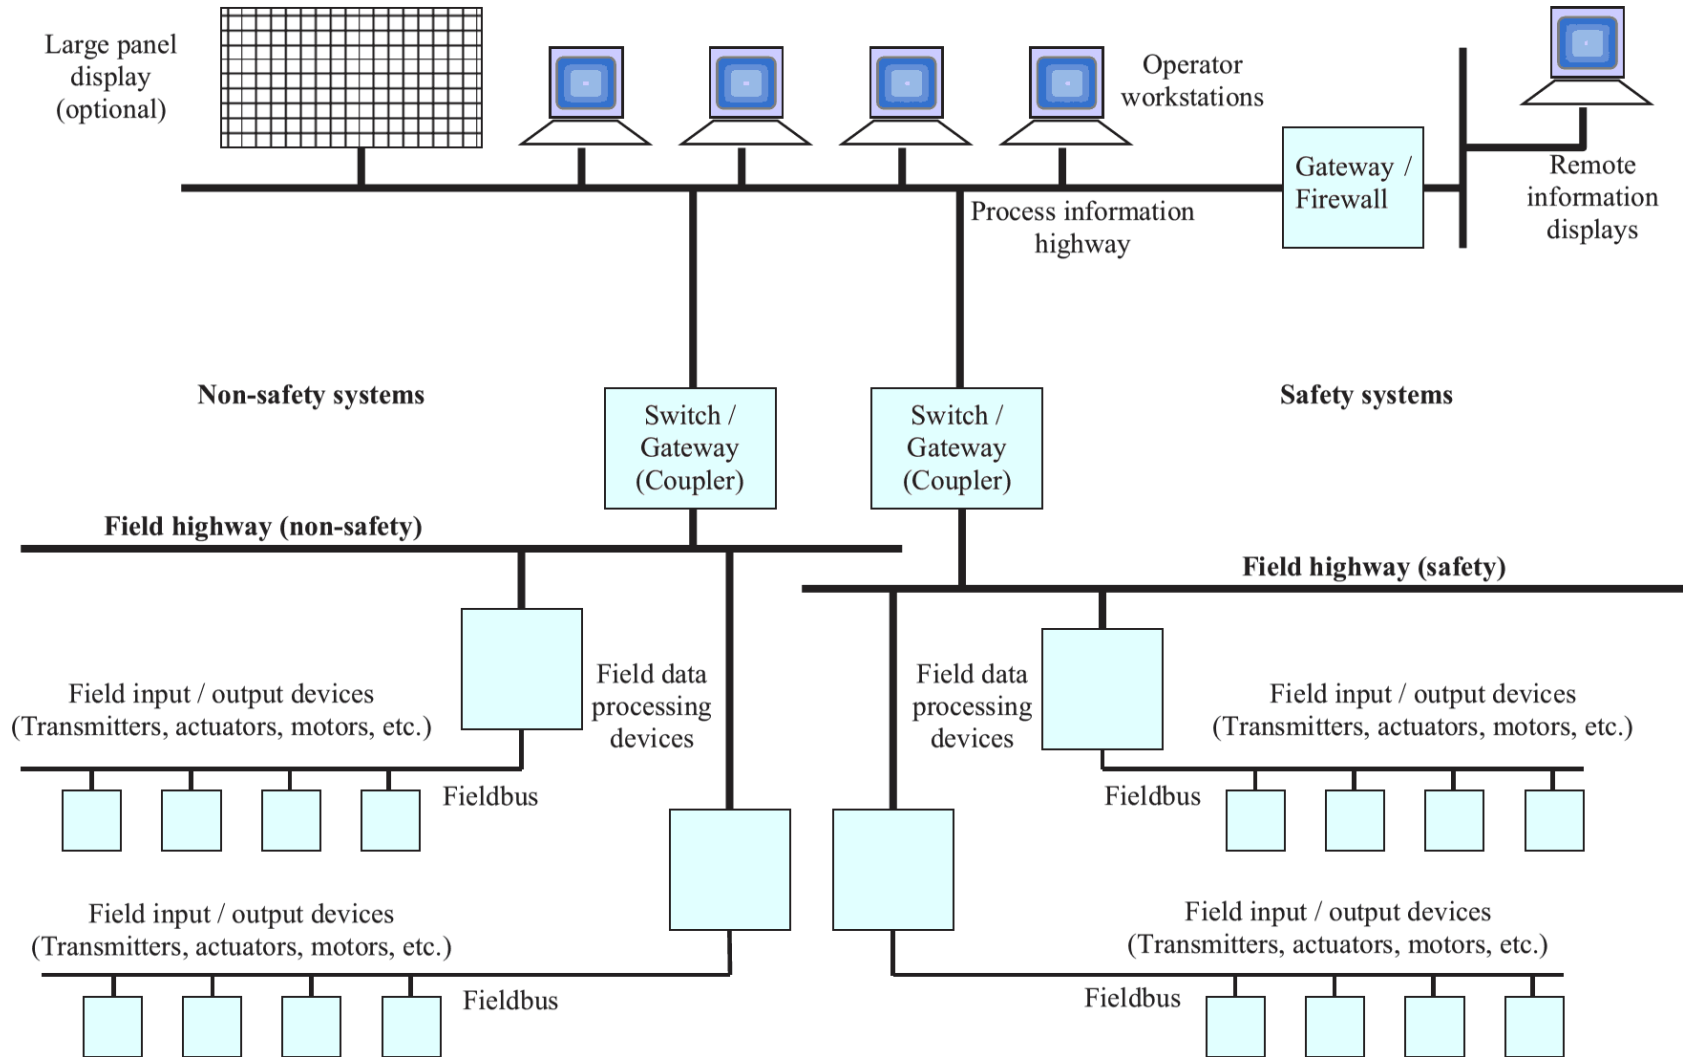 Large panel
display
(optional)
Operator
workstations
Gateway /
Firewall
Remote
information
displays
Process information
highway
Non-safety systems
Safety systems
Switch /
Gateway
(Coupler)
Switch /
Gateway
(Coupler)
Field highway (non-safety)
Field highway (safety)
Field input / output devices
(Transmitters, actuators, motors, etc.)
Field data
processing
devices
Field data
processing
devices
Field input / output devices
(Transmitters, actuators, motors, etc.)
Fieldbus
Fieldbus
Field input / output devices
(Transmitters, actuators, motors, etc.)
Field input / output devices
(Transmitters, actuators, motors, etc.)
Fieldbus
Fieldbus